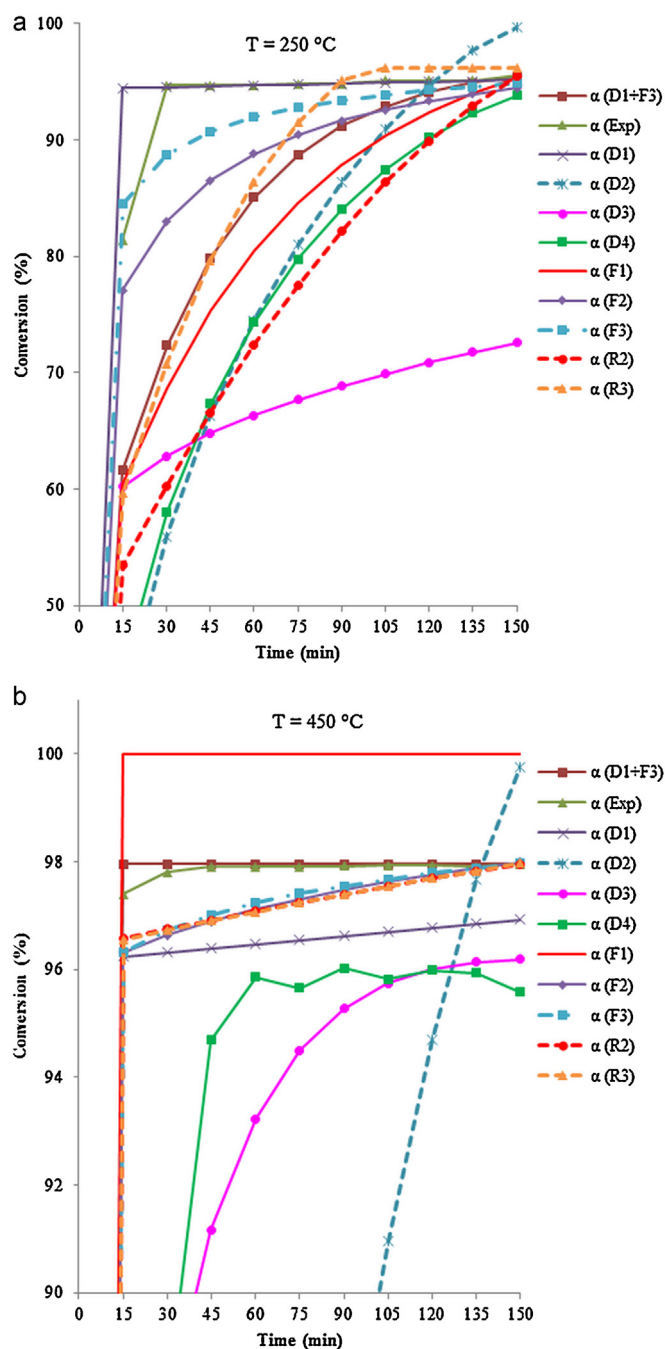 a
T = 250 °C
100
90
80
70
60
50
Conversion (%)
0 15 30 45 60 75 90 105 120 135 150
Time (min)
α (D1÷F3)
α (Exp)
α (D1)
α (D2)
α (D3)
α (D4)
α (F1)
α (F2)
α (F3)
α (R2)
α (R3)
b
T = 450 °C
100
98
96
94
92
90
Conversion (%)
0 15 30 45 60 75 90 105 120 135 150
Time (min)
α (D1÷F3)
α (Exp)
α (D1)
α (D2)
α (D3)
α (D4)
α (F1)
α (F2)
α (F3)
α (R2)
α (R3)